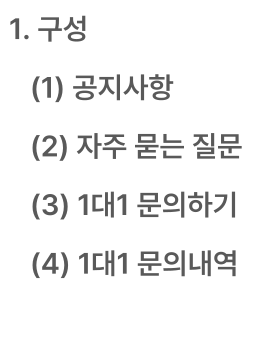 1. 구성
(1) 공지사항
(2) 자주 묻는 질문
(3) 1대1 문의하기
(4) 1대1 문의내역